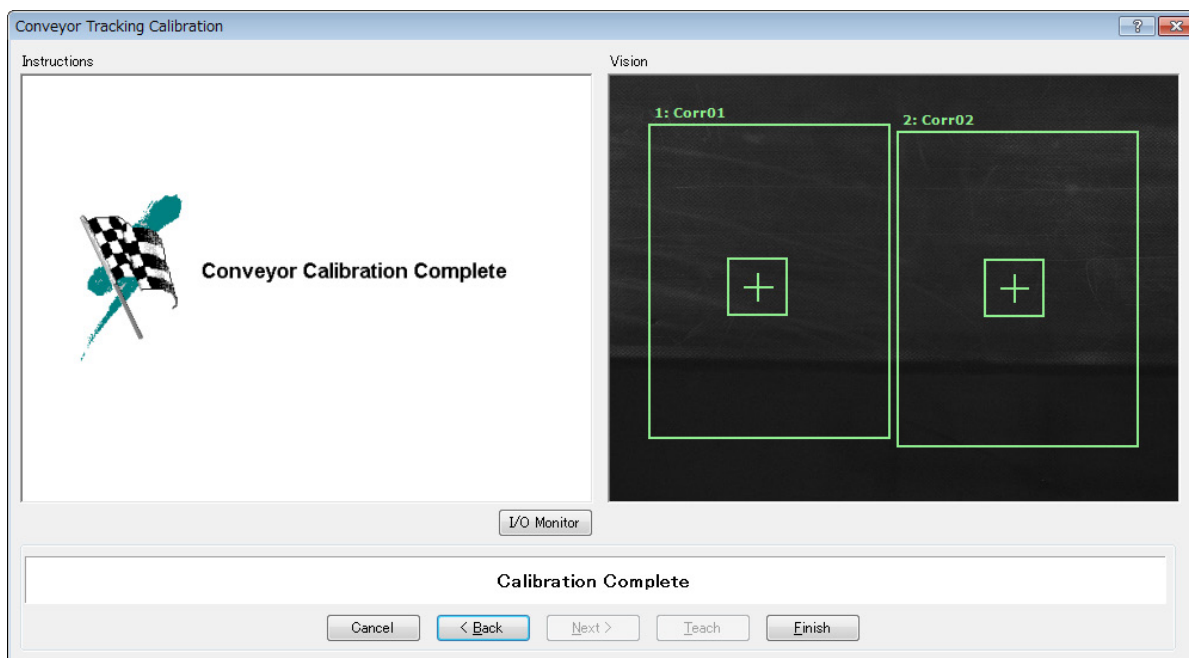 Conveyor Tracking Calibration
Instructions
Vision
1: Corr01
2: Corr02
Conveyor Calibration Complete
I/O Monitor
Calibration Complete
Cancel
< Back
Next >
Teach
Finish